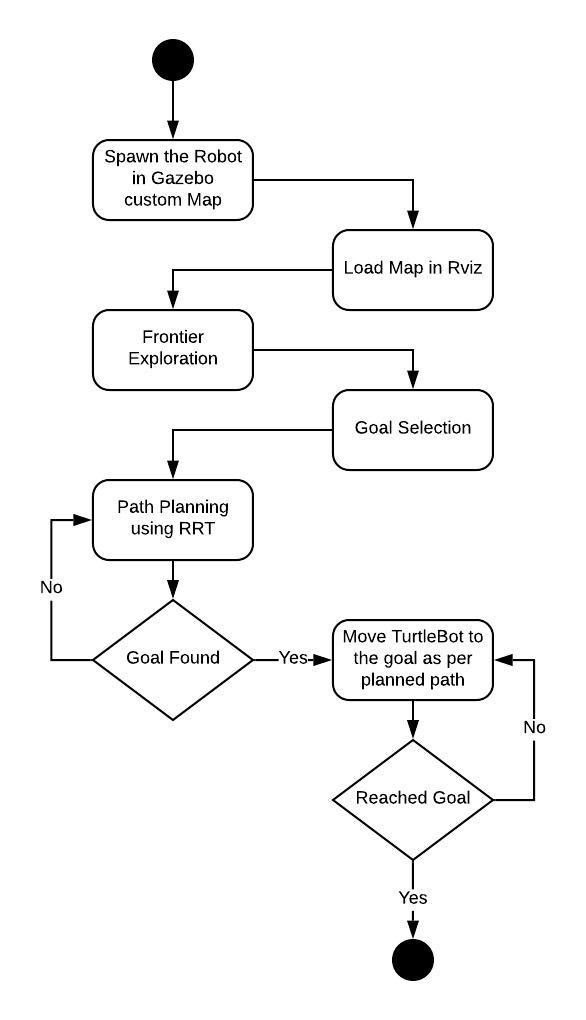 Spawn the Robot
in Gazebo
custom Map
Load Map in Rviz
Frontier
Exploration
Goal Selection
Path Planning
using RRT
No
Goal Found
Yes
Move TurtleBot to
the goal as per
planned path
No
Reached Goal
Yes